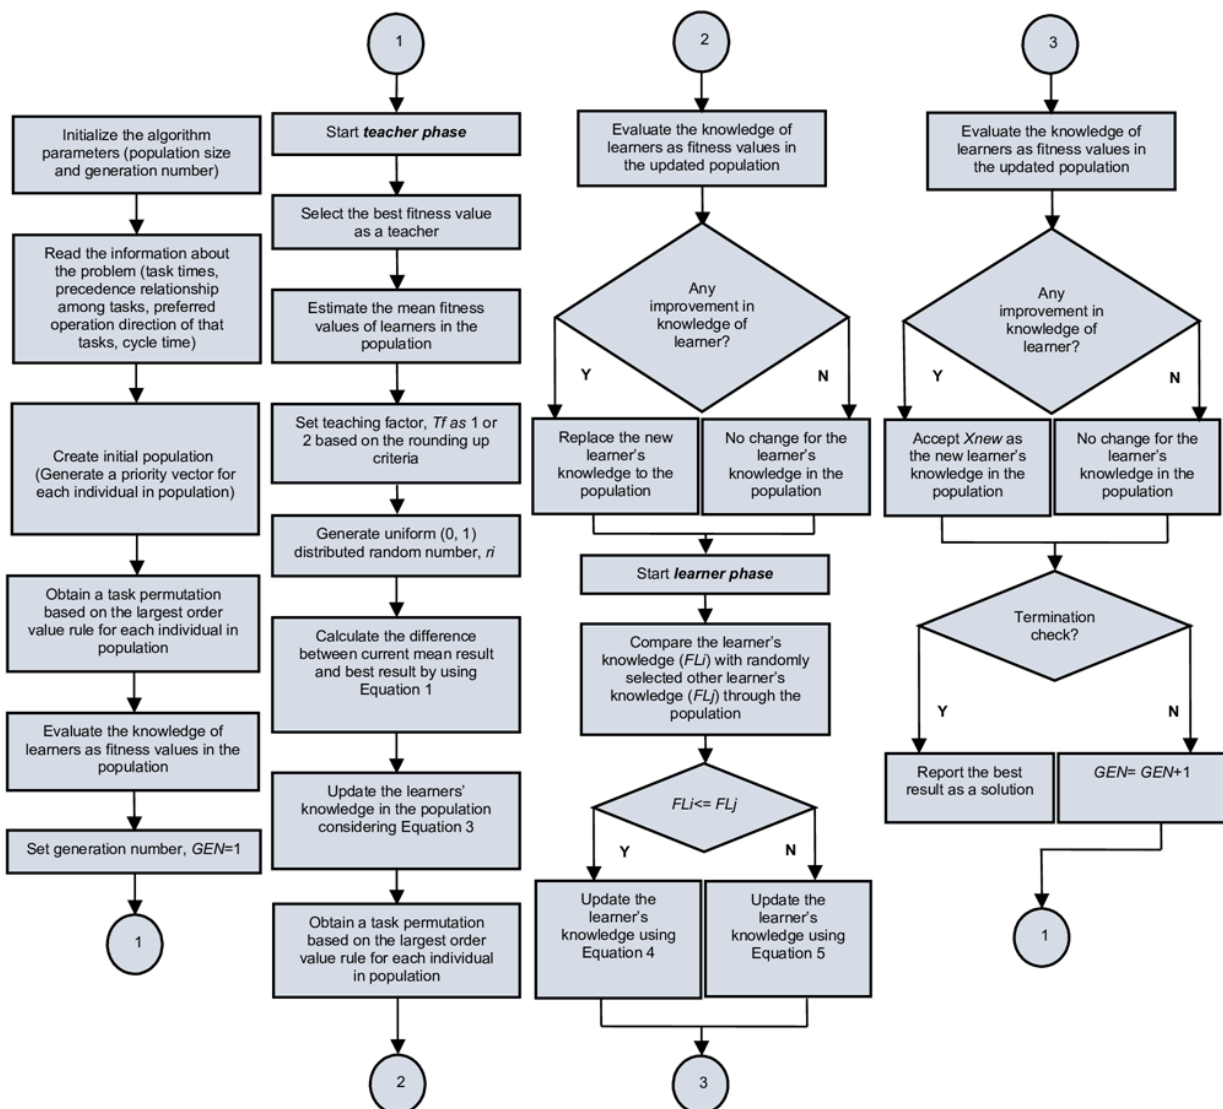 Initialize the algorithm
parameters (population size
and generation number)
Read the information about
the problem (task times,
precedence relationship
among tasks, preferred
operation direction of that
tasks, cycle time)
Create initial population
(Generate a priority vector for
each individual in population)
Obtain a task permutation
based on the largest order
value rule for each individual in
population
Evaluate the knowledge of
learners as fitness values in the
population
Set generation number, GEN=1
1
1
Start teacher phase
Select the best fitness value
as a teacher
Estimate the mean fitness
values of learners in the
population
Set teaching factor, Tf as 1 or
2 based on the rounding up
criteria
Generate uniform (0, 1)
distributed random number, ri
Calculate the difference
between current mean result
and best result by using
Equation 1
Update the learners'
knowledge in the population
considering Equation 3
Obtain a task permutation
based on the largest order
value rule for each individual
in population
2
2
Evaluate the knowledge of
learners as fitness values in
the updated population
Any
improvement in
knowledge of
learner?
Y
N
Replace the new
learner's
knowledge to the
population
No change for the
learner's
knowledge in the
population
Start learner phase
Compare the learner's
knowledge (FLi) with randomly
selected other learner's
knowledge (FLj) through the
population
FLi<= FLj
Y
N
Update the
learner's
knowledge using
Equation 4
Update the
learner's
knowledge using
Equation 5
3
3
Evaluate the knowledge of
learners as fitness values in
the updated population
Any
improvement in
knowledge of
learner?
Y
N
Accept Xnew as
the new learner's
knowledge in the
population
No change for the
learner's
knowledge in the
population
Termination
check?
Y
N
Report the best
result as a solution
GEN= GEN+1
1